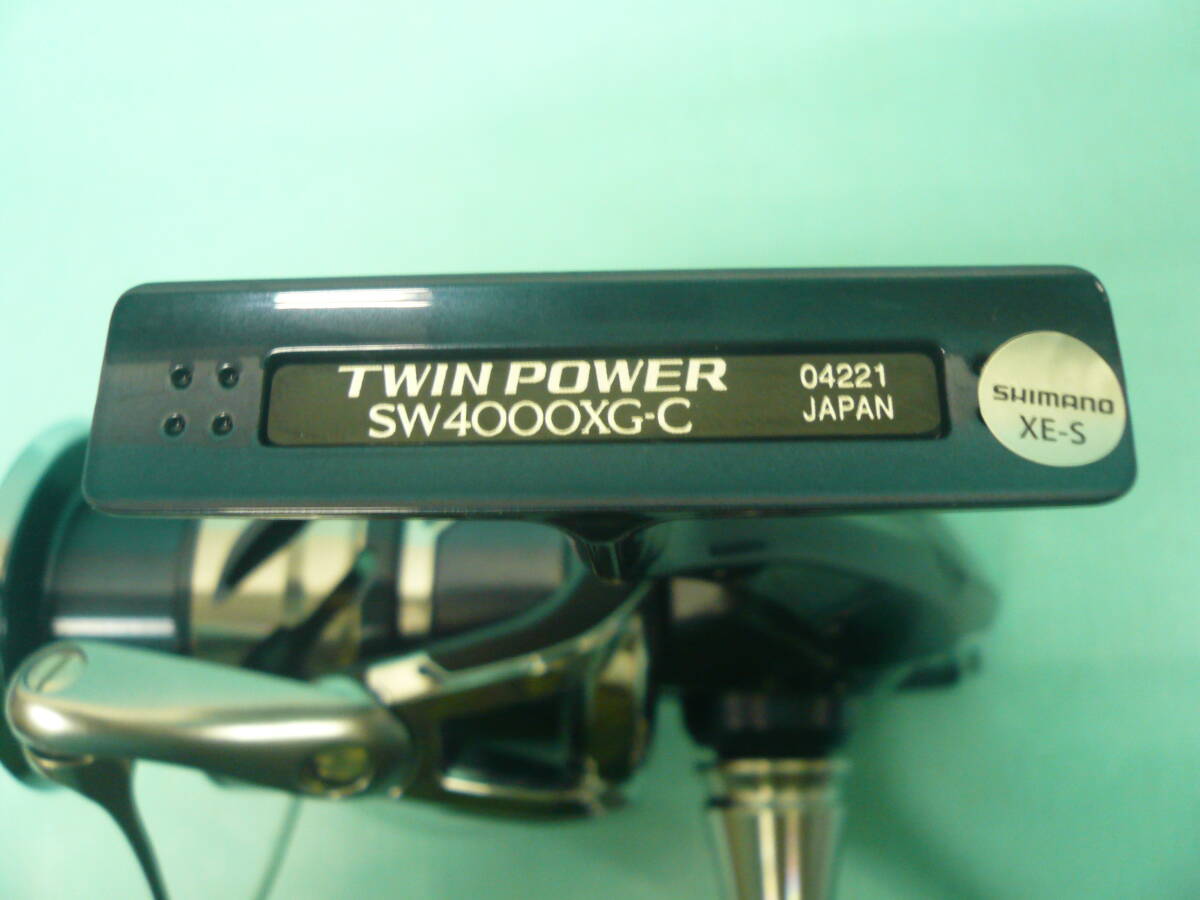 TWIN POWER
SW4000XG-C
04221
JAPAN
SHIMANO
XE-S